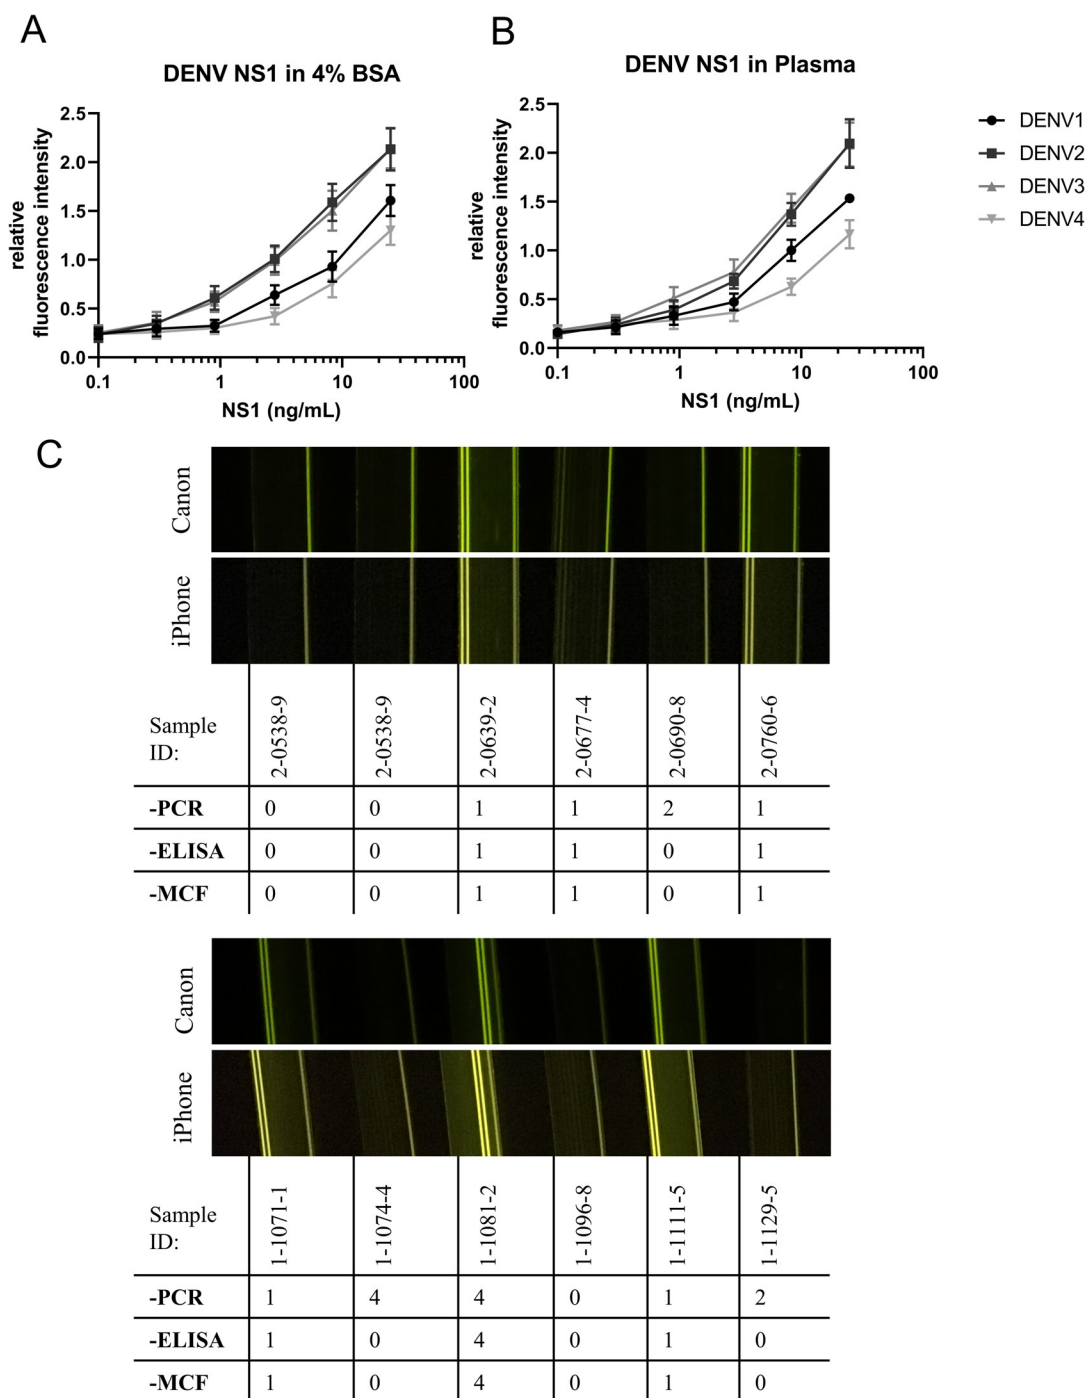 A
B
DENV NS1 in 4% BSA
DENV NS1 in Plasma
relative
fluorescence intensity
2.5
2.0
1.5
1.0
0.5
0.0
0.1
1
10
100
NS1 (ng/mL)
relative
fluorescence intensity
2.5
2.0
1.5
1.0
0.5
0.0
0.1
1
10
100
NS1 (ng/mL)
DENV1
DENV2
DENV3
DENV4
C
Canon
iPhone
Sample
ID:
2-0538-9
2-0538-9
2-0639-2
2-0677-4
2-0690-8
2-0760-6
-PCR 0 0 1 1 2 1
-ELISA 0 0 1 1 0 1
-MCF 0 0 1 1 0 1
Canon
iPhone
Sample
ID:
1-1071-1
1-1074-4
1-1081-2
1-1096-8
1-1111-5
1-1129-5
-PCR 1 4 4 0 1 2
-ELISA 1 0 4 0 1 0
-MCF 1 0 4 0 1 0